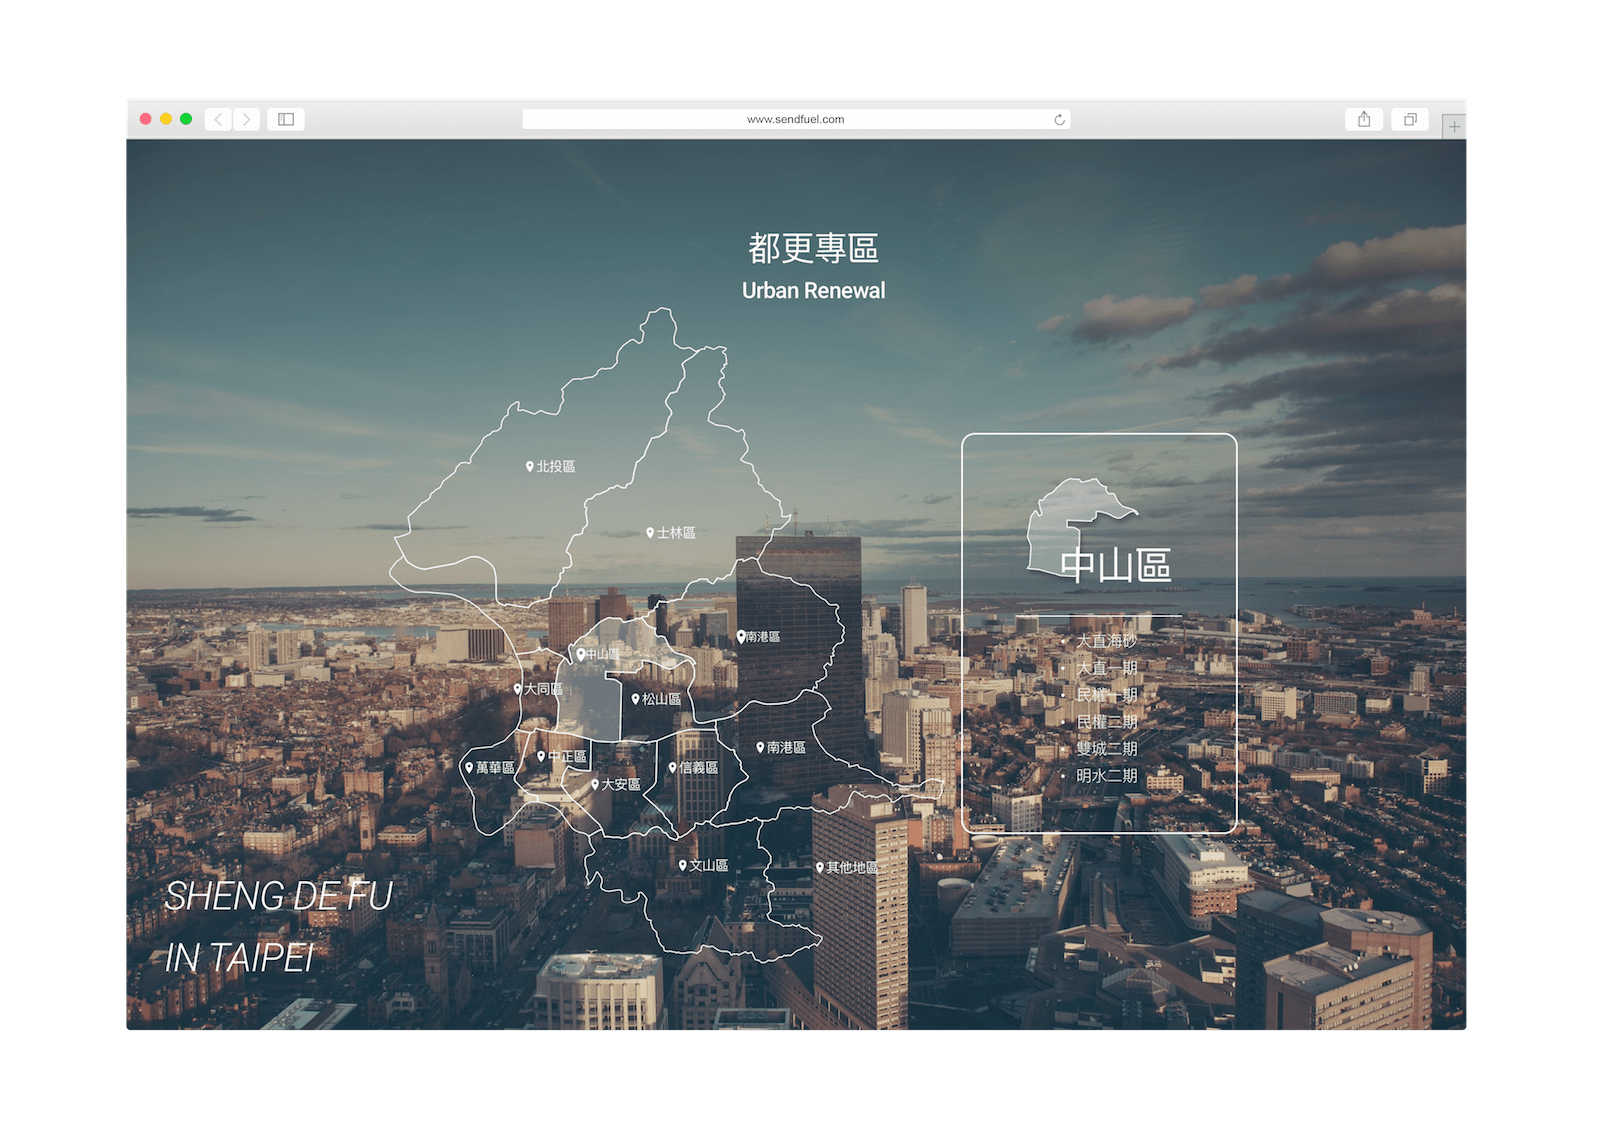 www.sendfuel.com
都更專區
Urban Renewal
北投區
士林區
南港區
中山區
大同區
松山區
南港區
中正區
萬華區
信義區
大安區
文山區
其他地區
中山區
• 大直海砂
• 大直一期
• 民權一期
• 民權二期
• 雙城二期
• 明水二期
SHENG DE FU
IN TAIPEI